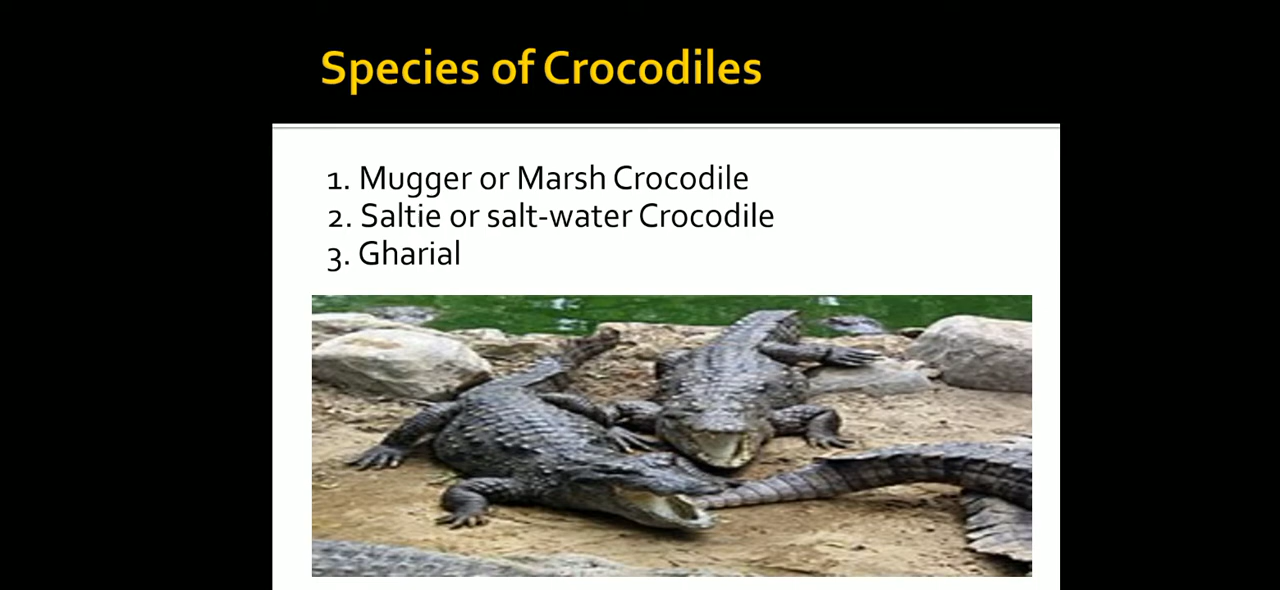 Species of Crocodiles
1. Mugger or Marsh Crocodile
2. Saltie or salt-water Crocodile
3. Gharial